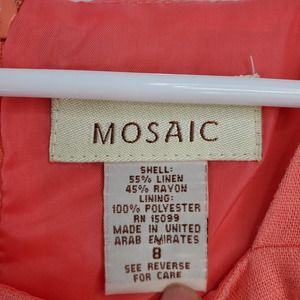 MOSAIC
SHELL:
55% LINEN
45% RAYON
LINING:
100% POLYESTER
RN 15099
MADE IN UNITED
ARAB EMIRATES
8
SEE REVERSE
FOR CARE